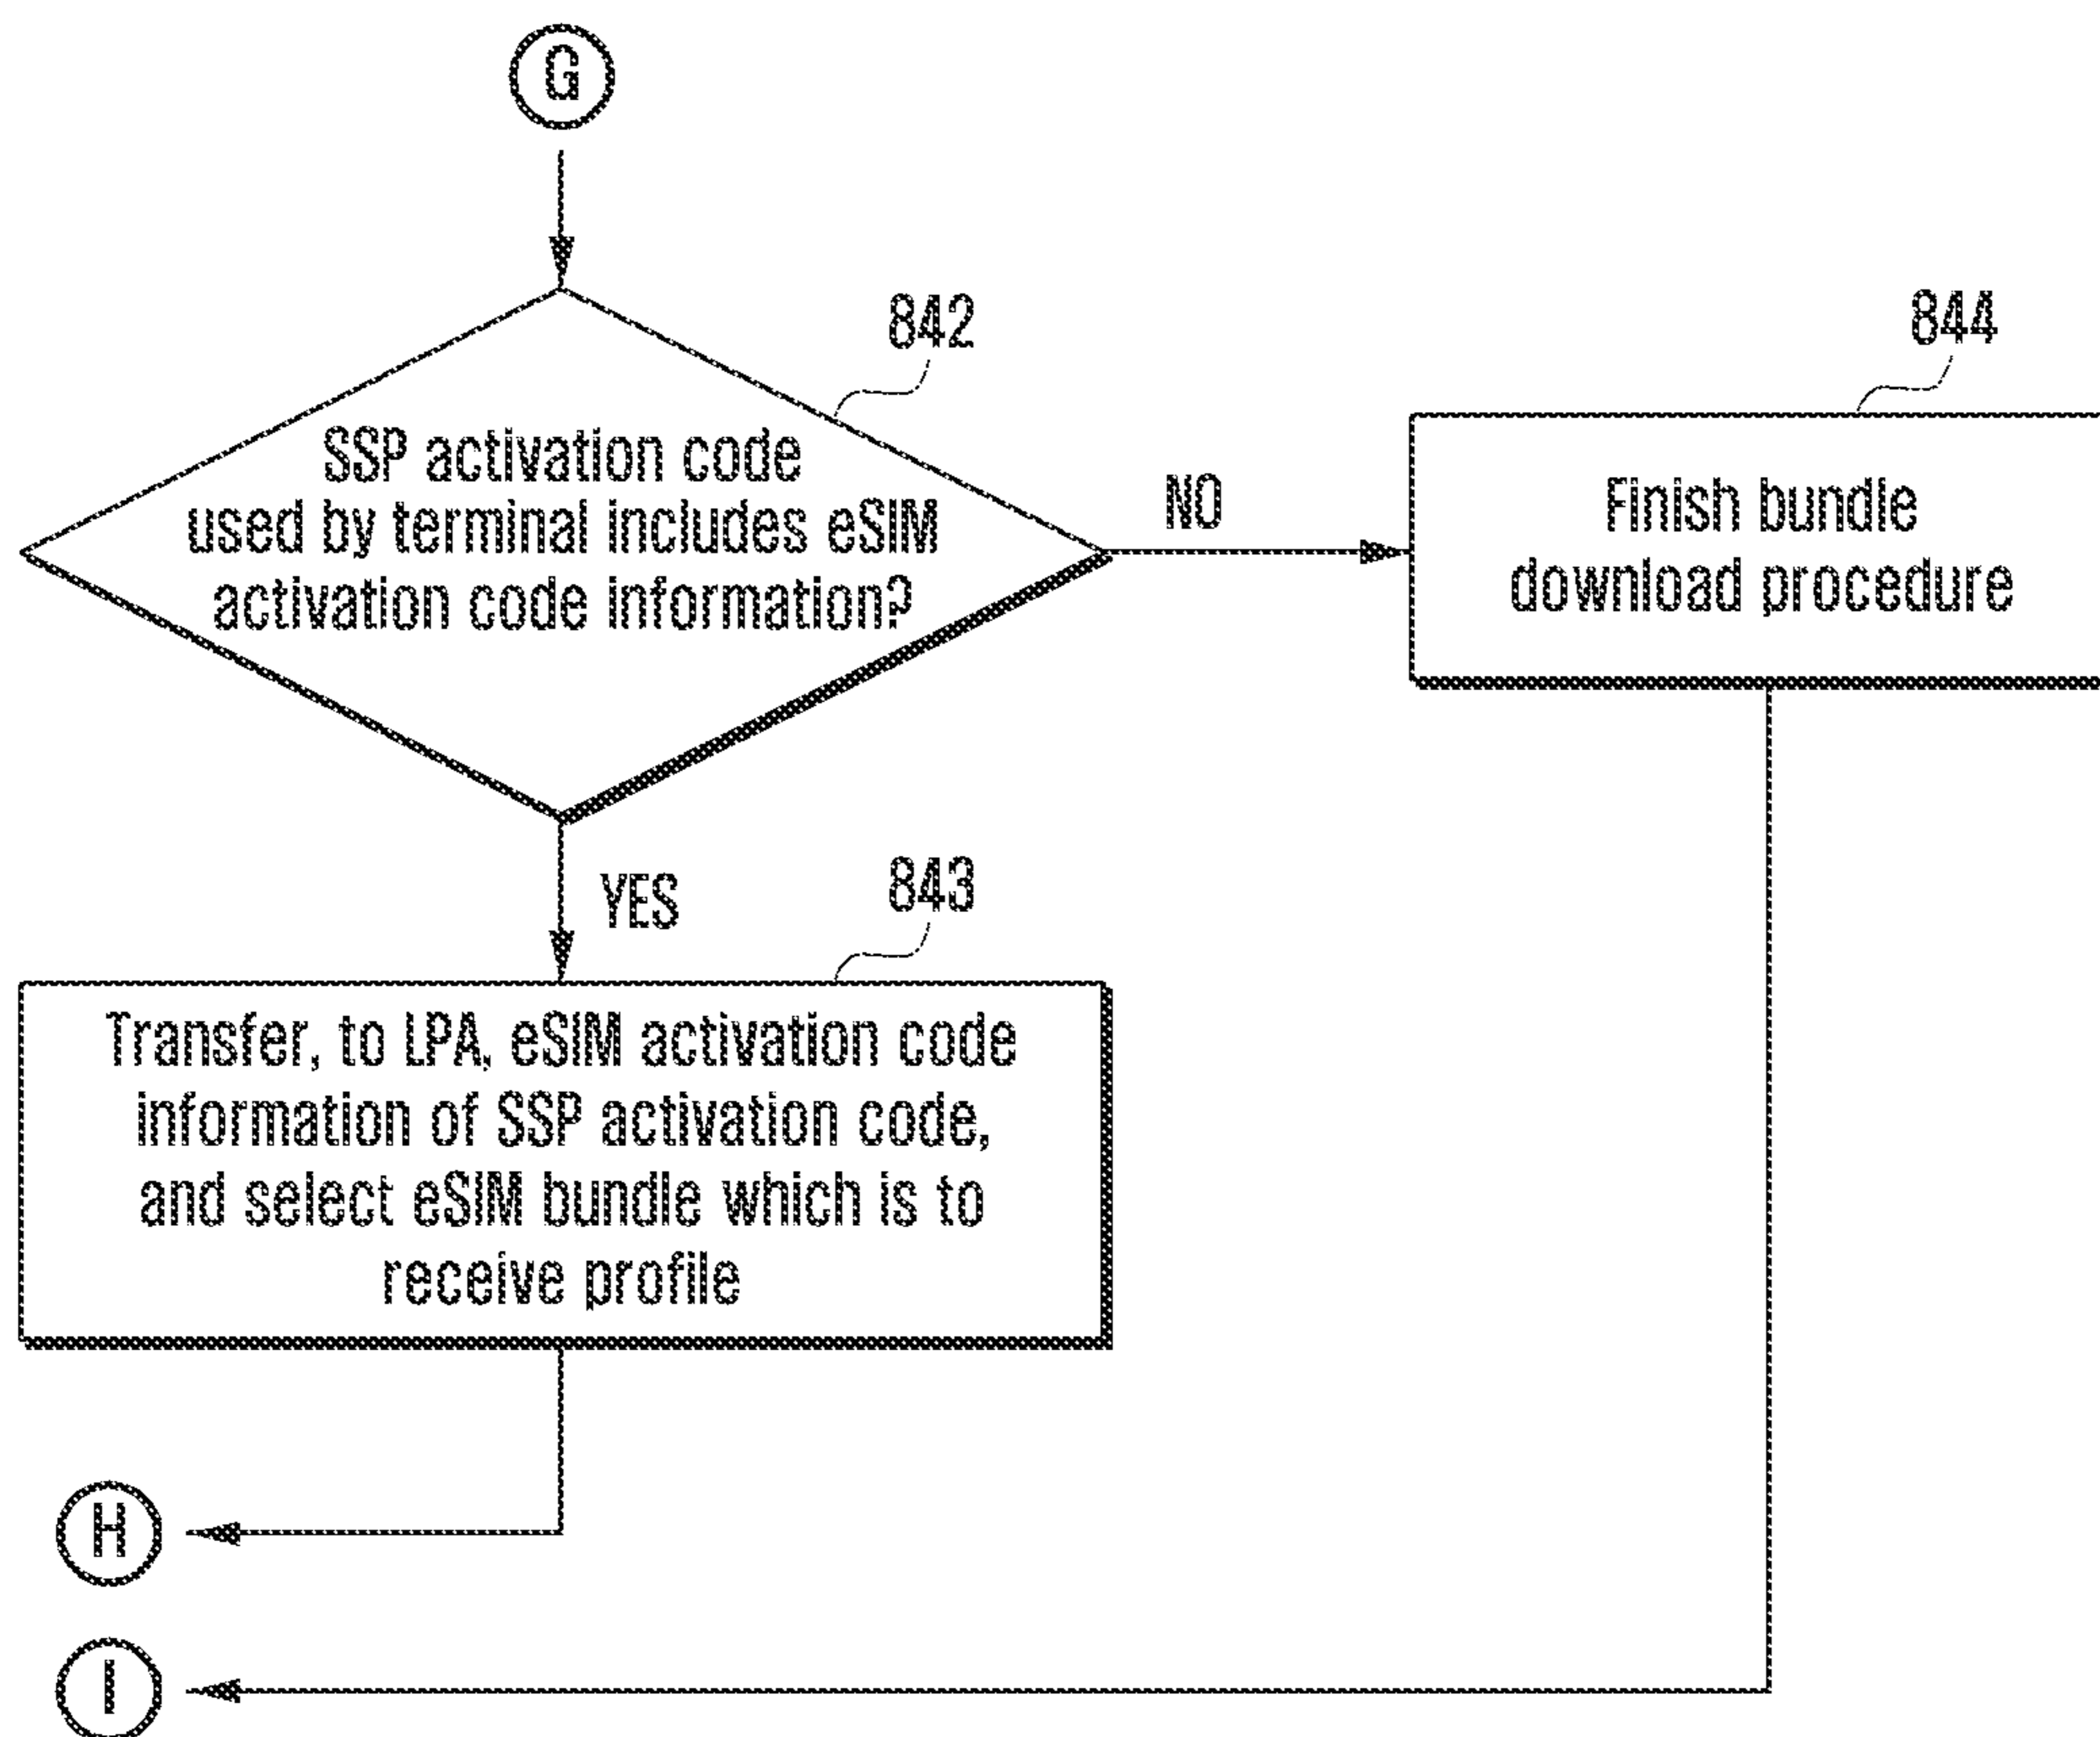 G
842
SSP activation code
used by terminal includes eSIM
activation code information?
NO
844
Finish bundle
download procedure
YES
843
Transfer, to LPA, eSIM activation code
information of SSP activation code,
and select eSIM bundle which is to
receive profile
H
I